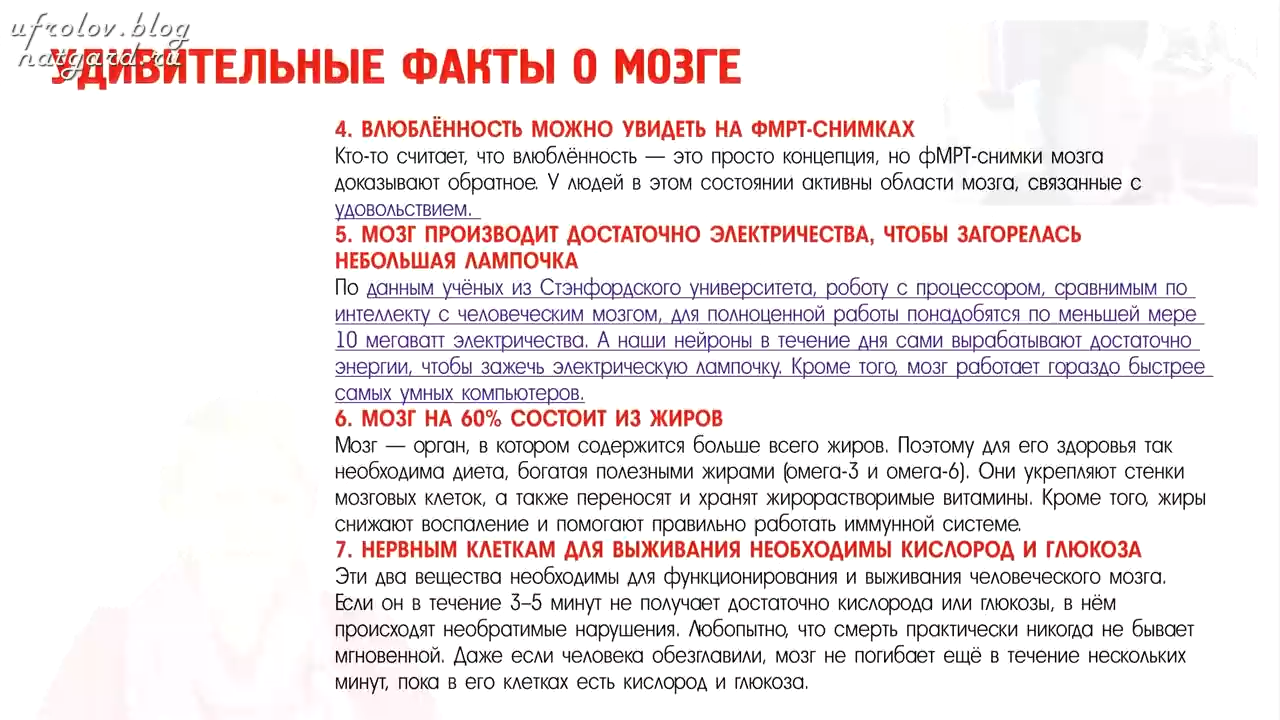 ufrolov.blog
natgard.ru
УДИВИТЕЛЬНЫЕ ФАКТЫ О МОЗГЕ
4. ВЛЮБЛЁННОСТЬ МОЖНО УВИДЕТЬ НА ФМРТ-СНИМКАХ
Кто-то считает, что влюблённость — это просто концепция, но фМРТ-снимки мозга
доказывают обратное. У людей в этом состоянии активны области мозга, связанные с
удовольствием.
5. МОЗГ ПРОИЗВОДИТ ДОСТАТОЧНО ЭЛЕКТРИЧЕСТВА, ЧТОБЫ ЗАГОРЕЛАСЬ
НЕБОЛЬШАЯ ЛАМПОЧКА
По данным учёных из Стэнфордского университета, роботу с процессором, сравнимым по
интеллекту с человеческим мозгом, для полноценной работы понадобятся по меньшей мере
10 мегаватт электричества. А наши нейроны в течение дня сами вырабатывают достаточно
энергии, чтобы зажечь электрическую лампочку. Кроме того, мозг работает гораздо быстрее
самых умных компьютеров.
6. МОЗГ НА 60% СОСТОИТ ИЗ ЖИРОВ
Мозг — орган, в котором содержится больше всего жиров. Поэтому для его здоровья так
необходима диета, богатая полезными жирами (омега-3 и омега-6). Они укрепляют стенки
мозговых клеток, а также переносят и хранят жирорастворимые витамины. Кроме того, жиры
снижают воспаление и помогают правильно работать иммунной системе.
7. НЕРВНЫМ КЛЕТКАМ ДЛЯ ВЫЖИВАНИЯ НЕОБХОДИМЫ КИСЛОРОД И ГЛЮКОЗА
Эти два вещества необходимы для функционирования и выживания человеческого мозга.
Если он в течение 3–5 минут не получает достаточно кислорода или глюкозы, в нём
происходят необратимые нарушения. Любопытно, что смерть практически никогда не бывает
мгновенной. Даже если человека обезглавили, мозг не погибает ещё в течение нескольких
минут, пока в его клетках есть кислород и глюкоза.